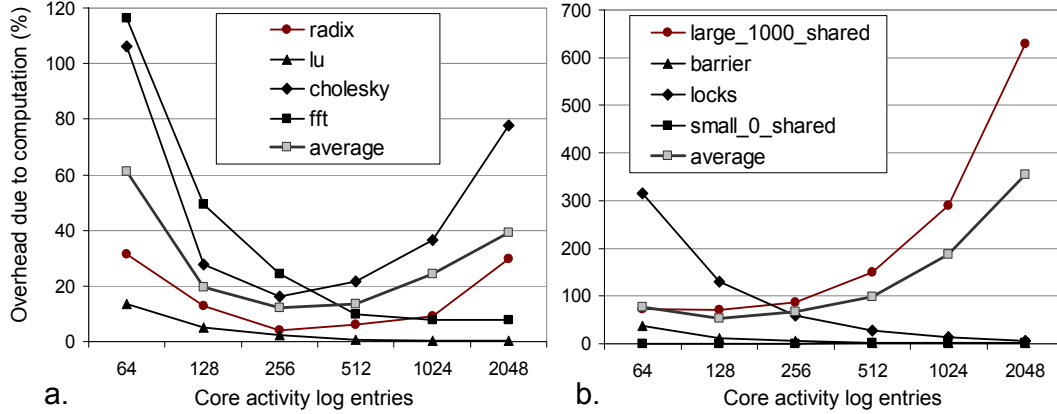 Overhead due to computation (%)
120
100
80
60
40
20
0
radix
lu
cholesky
fft
average
64 128 256 512 1024 2048
a. Core activity log entries
700
600
500
400
300
200
100
0
large_1000_shared
barrier
locks
small_0_shared
average
64 128 256 512 1024 2048
b. Core activity log entries